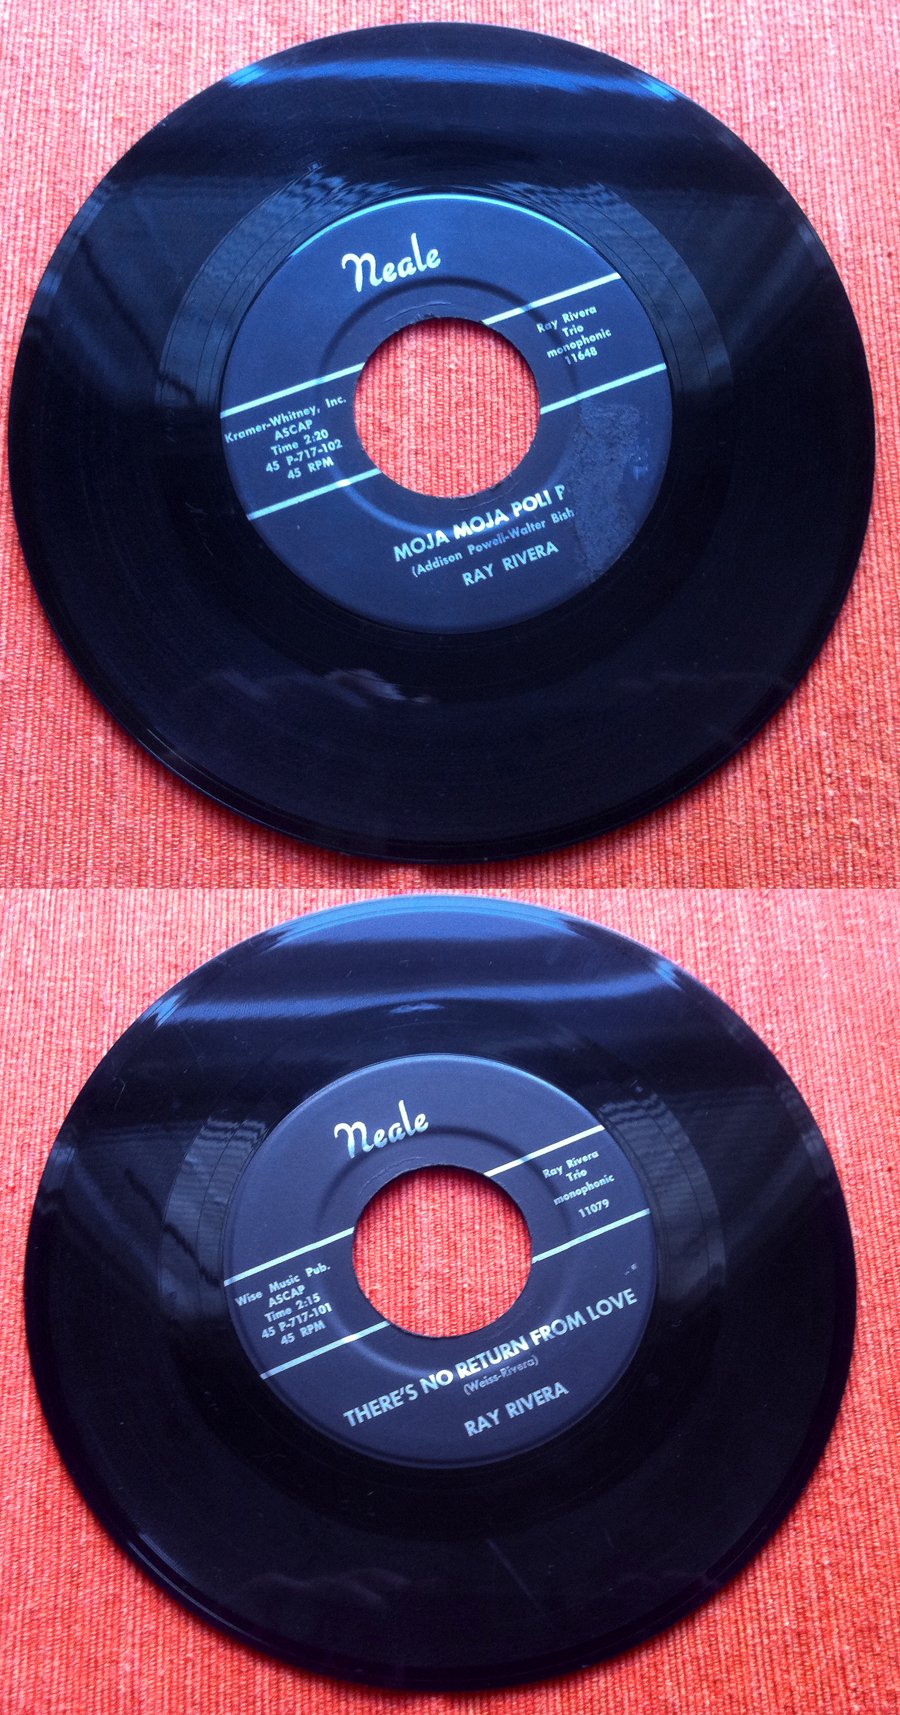 Neale
Ray Rivera
Trio
monophonic
11648
Kramer-Whitney, Inc.
ASCAP
Time 2:20
45 P-717-102
45 RPM
MOJA MOJA POLI P
(Addison Powell-Walter Bish
RAY RIVERA
Neale
Ray Rivera
Trio
monophonic
11079
Wise Music Pub.
ASCAP
Time 2:15
45 P-717-101
45 RPM
THERE'S NO RETURN FROM LOVE
(Weiss-Rivera)
RAY RIVERA